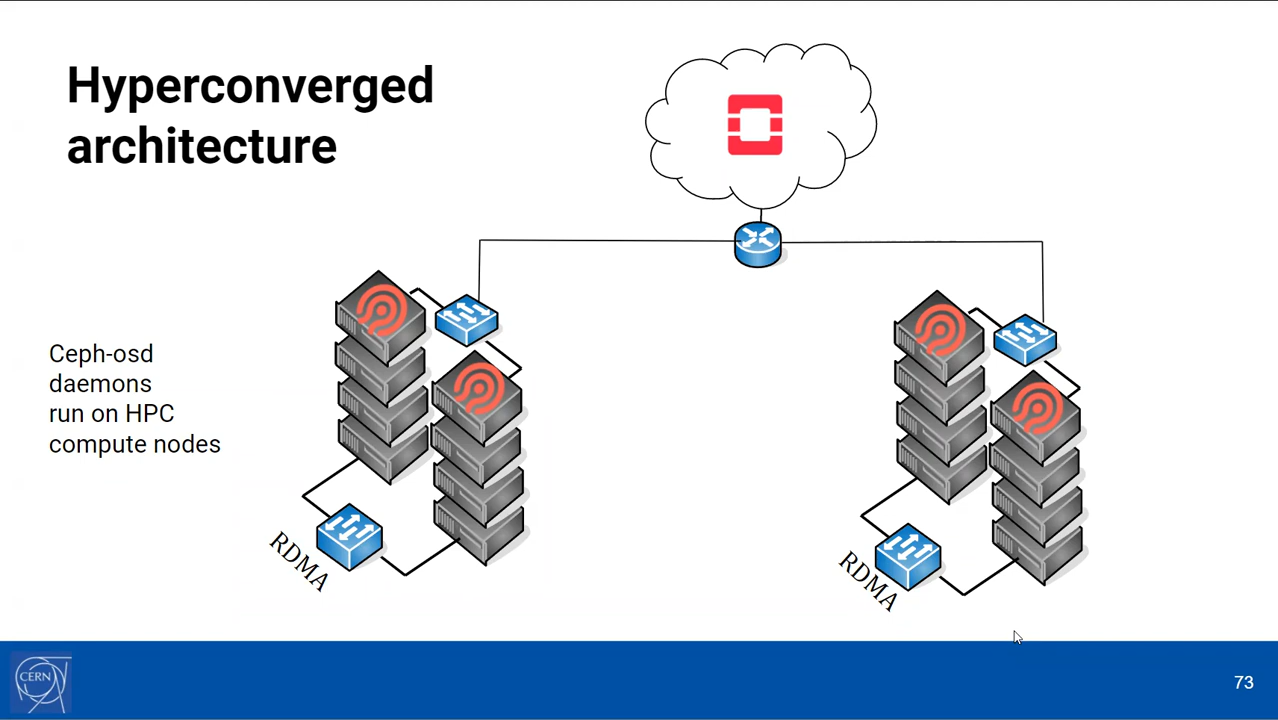 Hyperconverged
architecture
Ceph-osd
daemons
run on HPC
compute nodes
RDMA
RDMA
CERN
73